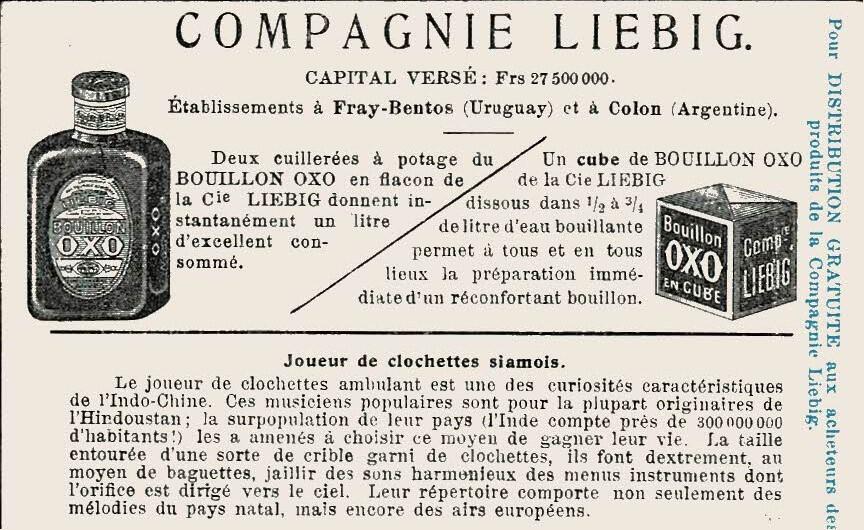 COMPAGNIE LIEBIG.
CAPITAL VERSÉ: Frs 27 500 000.
Établissements à Fray-Bentos (Uruguay) et à Colon (Argentine).
Deux cuillerées à potage du
BOUILLON OXO en flacon de
la Cie LIEBIG donnent in-
stantanément un litre
d'excellent con-
sommé.
Un cube de BOUILLON OXO
de la Cie LIEBIG
dissous dans 1/2 à 3/4
de litre d'eau bouillante
permet à tous et en tous
lieux la préparation immé-
diate d'un réconfortant bouillon.
LIEBIG
BOUILLON
OXO
OXO
Bouillon
OXO
EN CUBE
Compie
LIEBIG
Joueur de clochettes siamois.
Le joueur de clochettes ambulant est une des curiosités caractéristiques
de l'Indo-Chine. Ces musiciens populaires sont pour la plupart originaires de
l'Hindoustan; la surpopulation de leur pays (l'Inde compte près de 300 000 000
d'habitants!) les a amenés à choisir ce moyen de gagner leur vie. La taille
entourée d'une sorte de crible garni de clochettes, ils font dextrement, au
moyen de baguettes, jaillir des sons harmonieux des menus instruments dont
l'orifice est dirigé vers le ciel. Leur répertoire comporte non seulement des
mélodies du pays natal, mais encore des airs européens.
Pour DISTRIBUTION GRATUITE aux acheteurs des
produits de la Compagnie Liebig.